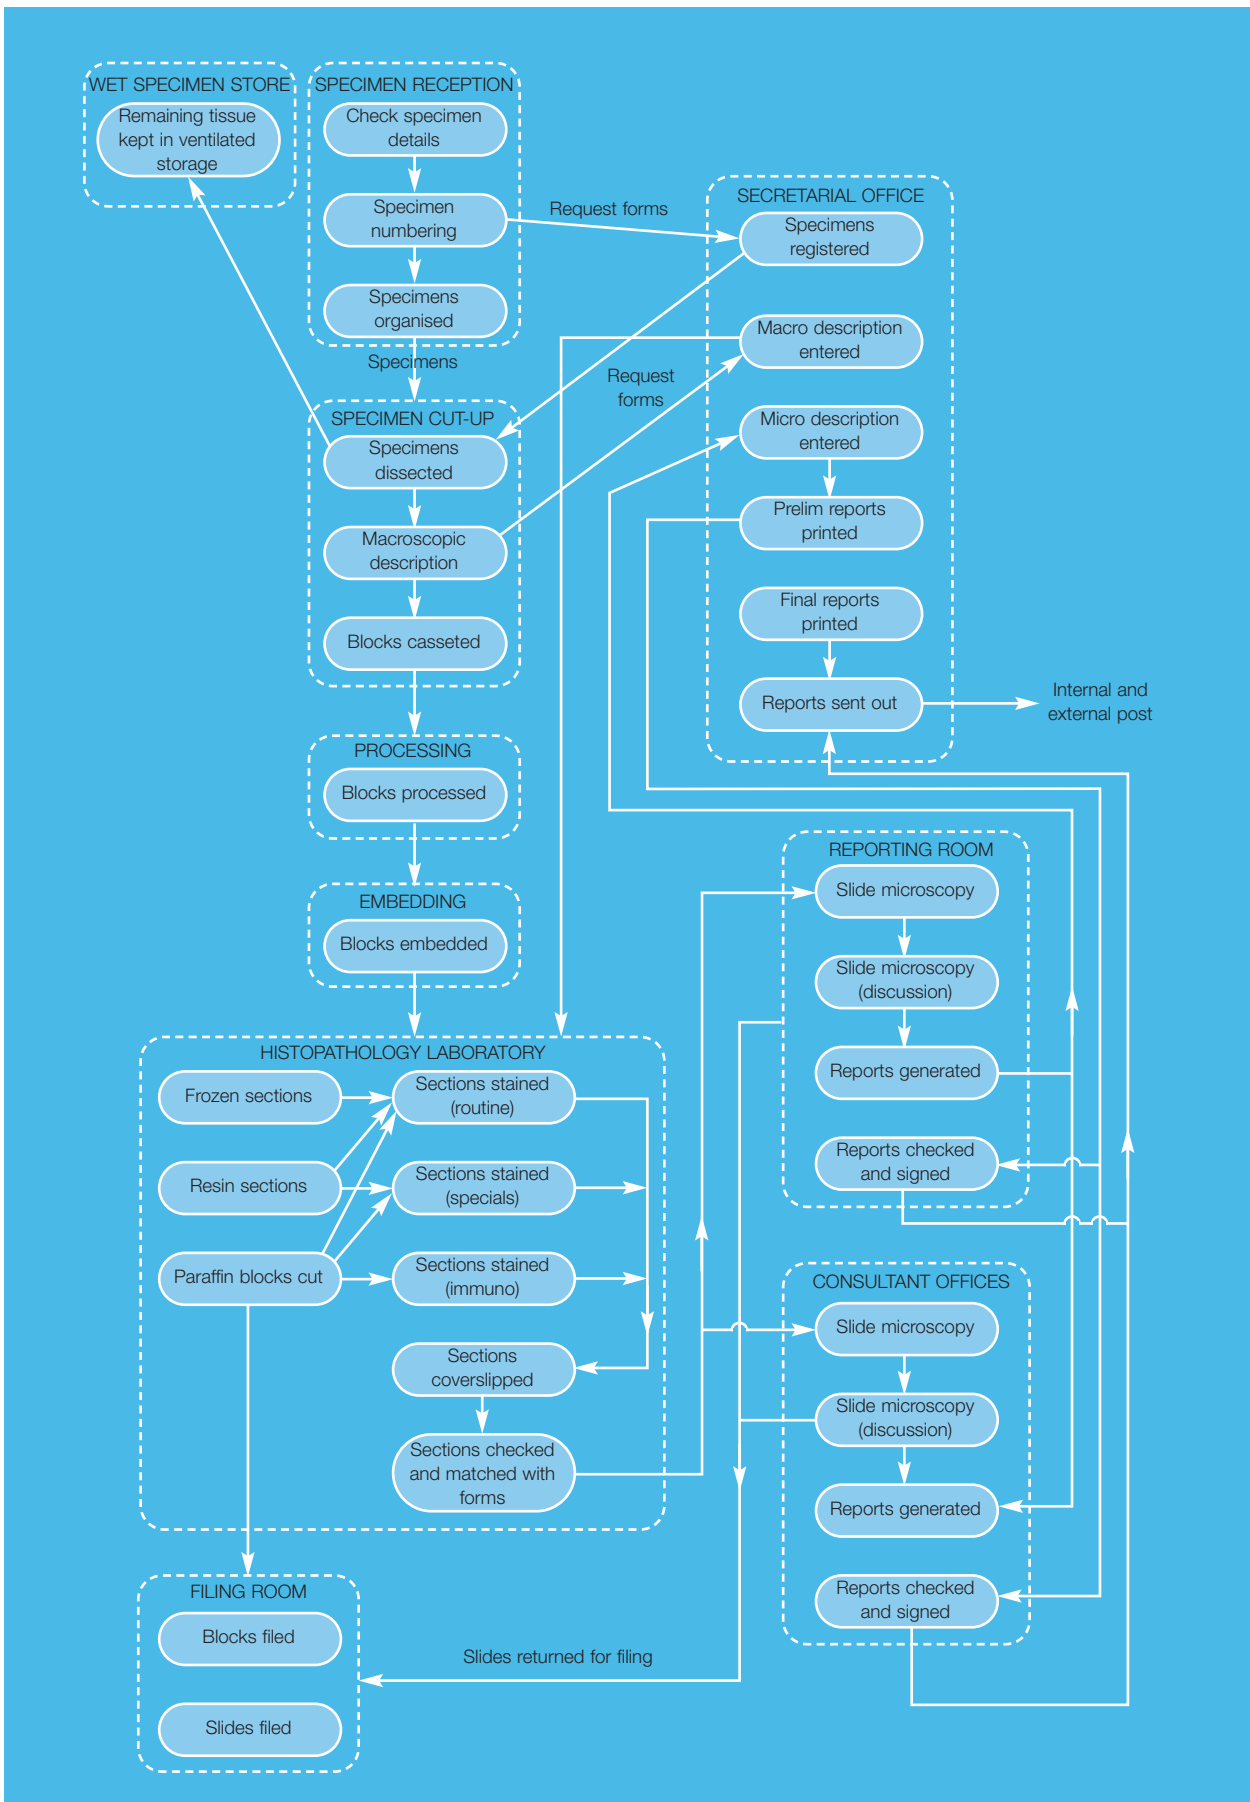 WET SPECIMEN STORE
Remaining tissue
kept in ventilated
storage
SPECIMEN RECEPTION
Check specimen
details
Specimen
numbering
Specimens
organised
Specimens
Request forms
SECRETARIAL OFFICE
Specimens
registered
Macro description
entered
Request
forms
Micro description
entered
Prelim reports
printed
Final reports
printed
Reports sent out
Internal and
external post
SPECIMEN CUT-UP
Specimens
dissected
Macroscopic
description
Blocks casseted
PROCESSING
Blocks processed
EMBEDDING
Blocks embedded
HISTOPATHOLOGY LABORATORY
Frozen sections
Sections stained
(routine)
Resin sections
Sections stained
(specials)
Paraffin blocks cut
Sections stained
(immuno)
Sections
coverslipped
Sections checked
and matched with
forms
REPORTING ROOM
Slide microscopy
Slide microscopy
(discussion)
Reports generated
Reports checked
and signed
CONSULTANT OFFICES
Slide microscopy
Slide microscopy
(discussion)
Reports generated
Reports checked
and signed
FILING ROOM
Blocks filed
Slides filed
Slides returned for filing